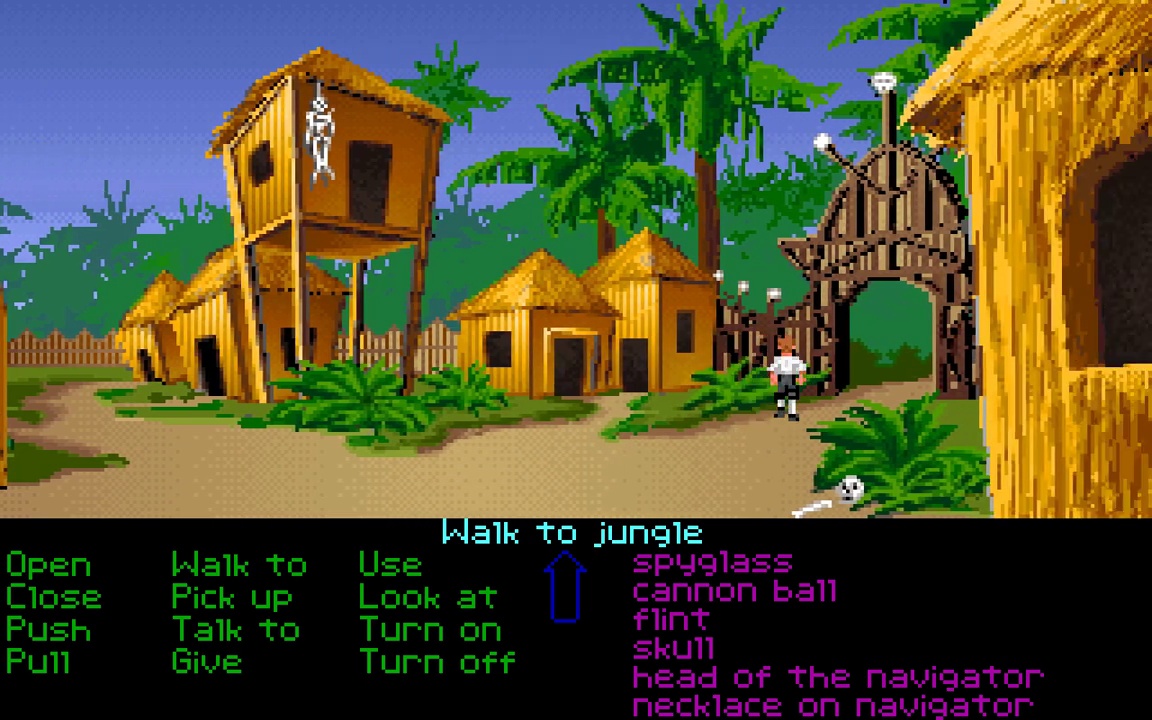 Walk to jungle
Open Walk to Use
Close Pick up Look at
Push Talk to Turn on
Pull Give Turn off
spyglass
cannon ball
flint
skull
head of the navigator
necklace on navigator